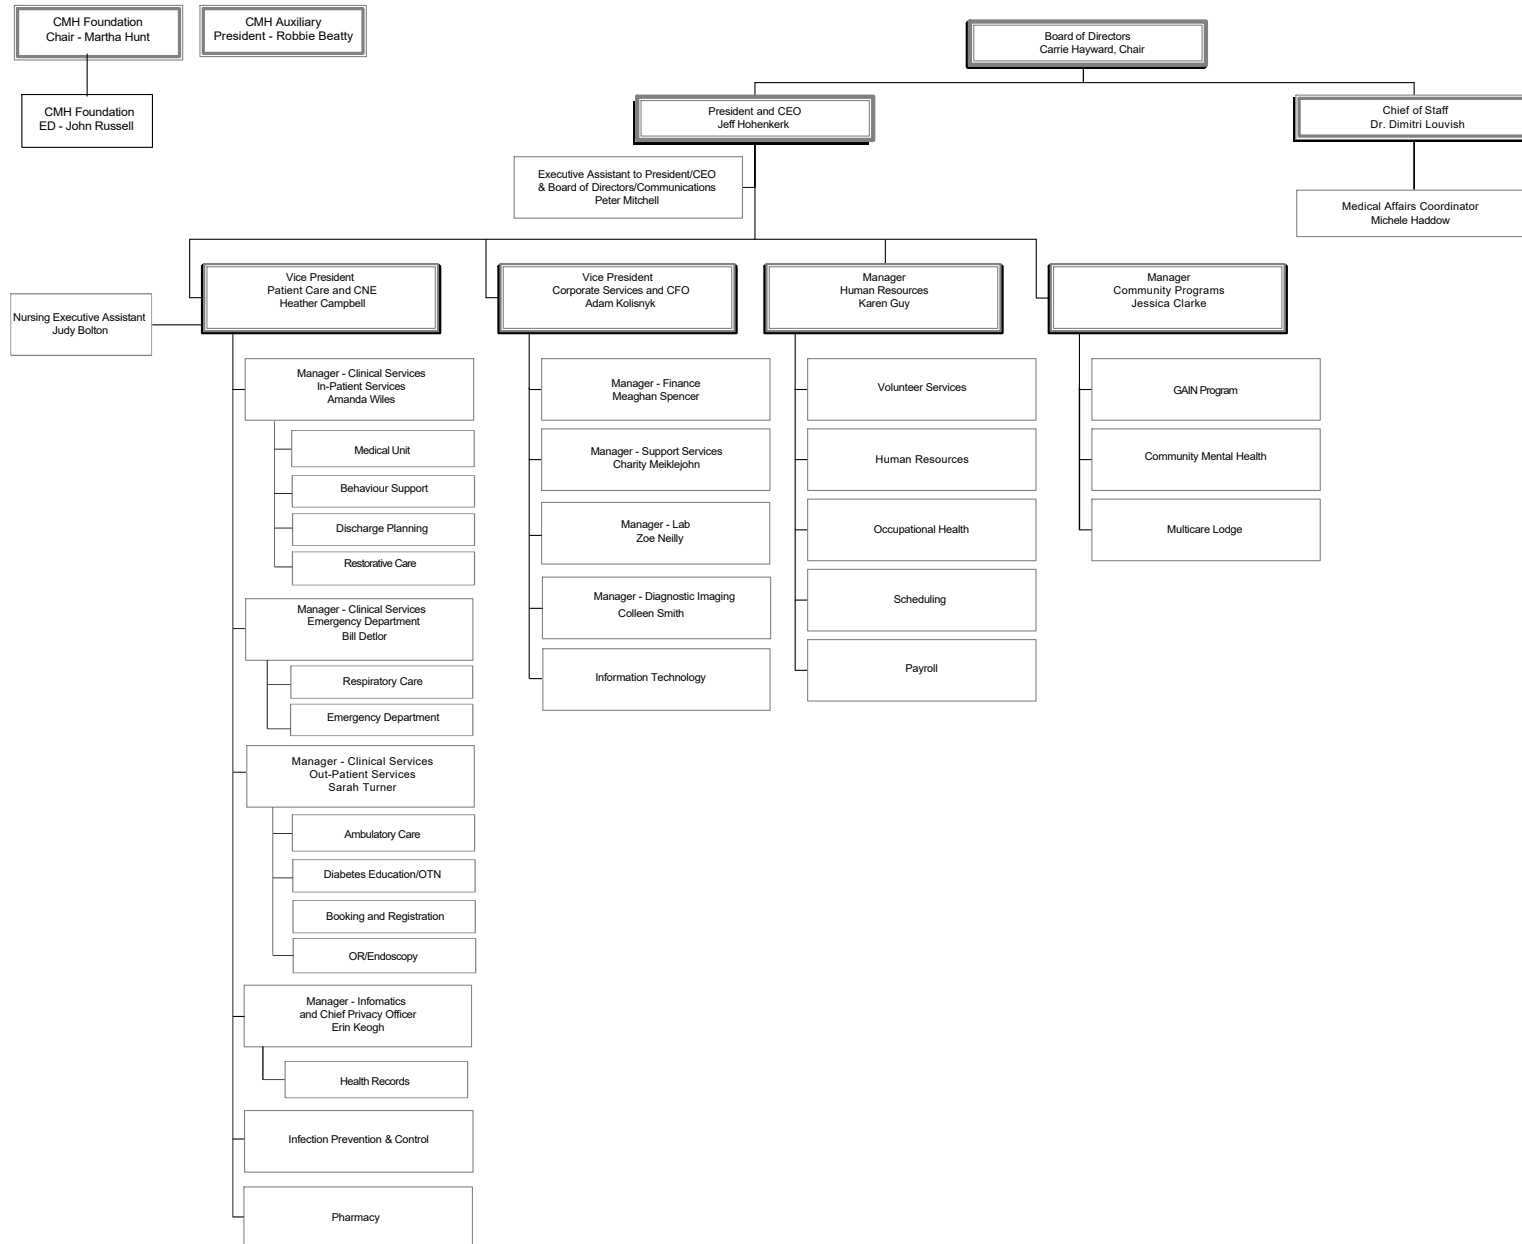 CMH Foundation
Chair - Martha Hunt
CMH Auxiliary
President - Robbie Beatty
Board of Directors
Carrie Hayward, Chair
CMH Foundation
ED - John Russell
President and CEO
Jeff Hohenkerk
Chief of Staff
Dr. Dimitri Louvish
Executive Assistant to President/CEO
& Board of Directors/Communications
Peter Mitchell
Medical Affairs Coordinator
Michele Haddow
Vice President
Patient Care and CNE
Heather Campbell
Vice President
Corporate Services and CFO
Adam Kolisnyk
Manager
Human Resources
Karen Guy
Manager
Community Programs
Jessica Clarke
Nursing Executive Assistant
Judy Bolton
Manager - Clinical Services
In-Patient Services
Amanda Wiles
Medical Unit
Behaviour Support
Discharge Planning
Restorative Care
Manager - Clinical Services
Emergency Department
Bill Detlor
Respiratory Care
Emergency Department
Manager - Clinical Services
Out-Patient Services
Sarah Turner
Ambulatory Care
Diabetes Education/OTN
Booking and Registration
OR/Endoscopy
Manager - Infomatics
and Chief Privacy Officer
Erin Keogh
Health Records
Infection Prevention & Control
Pharmacy
Manager - Finance
Meaghan Spencer
Manager - Support Services
Charity Meiklejohn
Manager - Lab
Zoe Neilly
Manager - Diagnostic Imaging
Colleen Smith
Information Technology
Volunteer Services
Human Resources
Occupational Health
Scheduling
Payroll
GAIN Program
Community Mental Health
Multicare Lodge